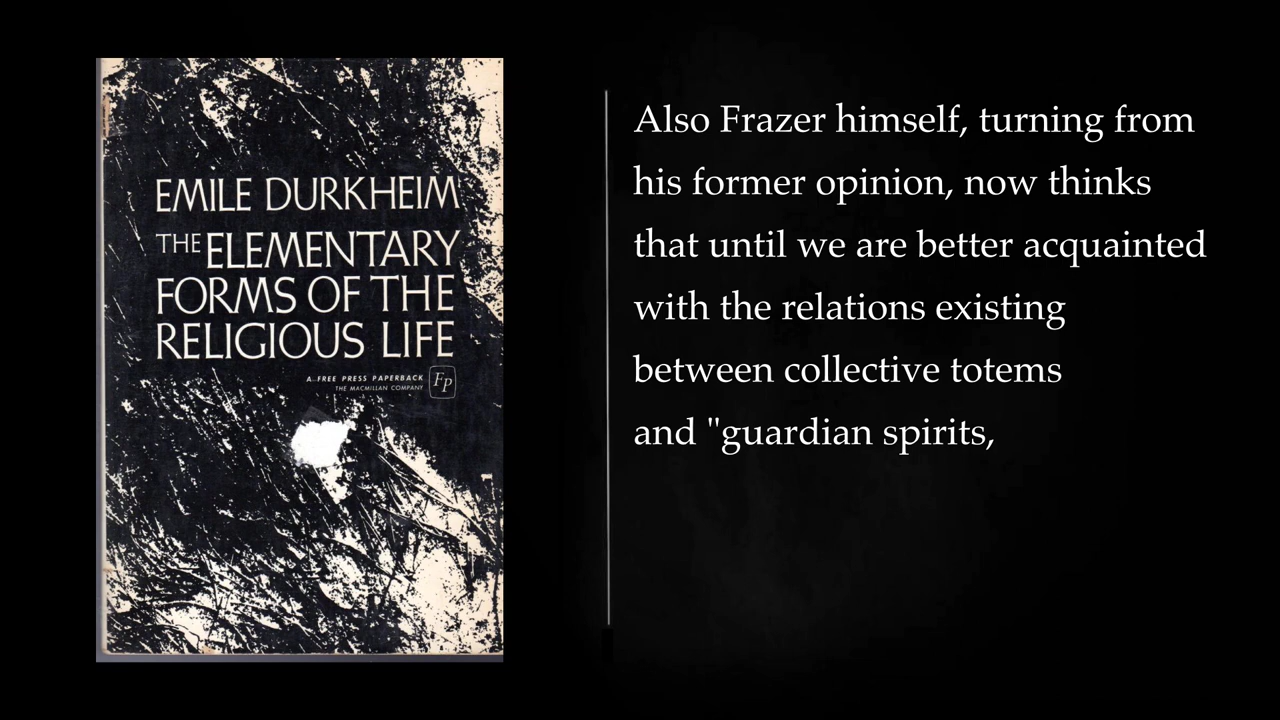 EMILE DURKHEIM
THE ELEMENTARY
FORMS OF THE
RELIGIOUS LIFE
A FREE PRESS PAPERBACK
THE MACMILLAN COMPANY
FP
Also Frazer himself, turning from
his former opinion, now thinks
that until we are better acquainted
with the relations existing
between collective totems
and "guardian spirits,